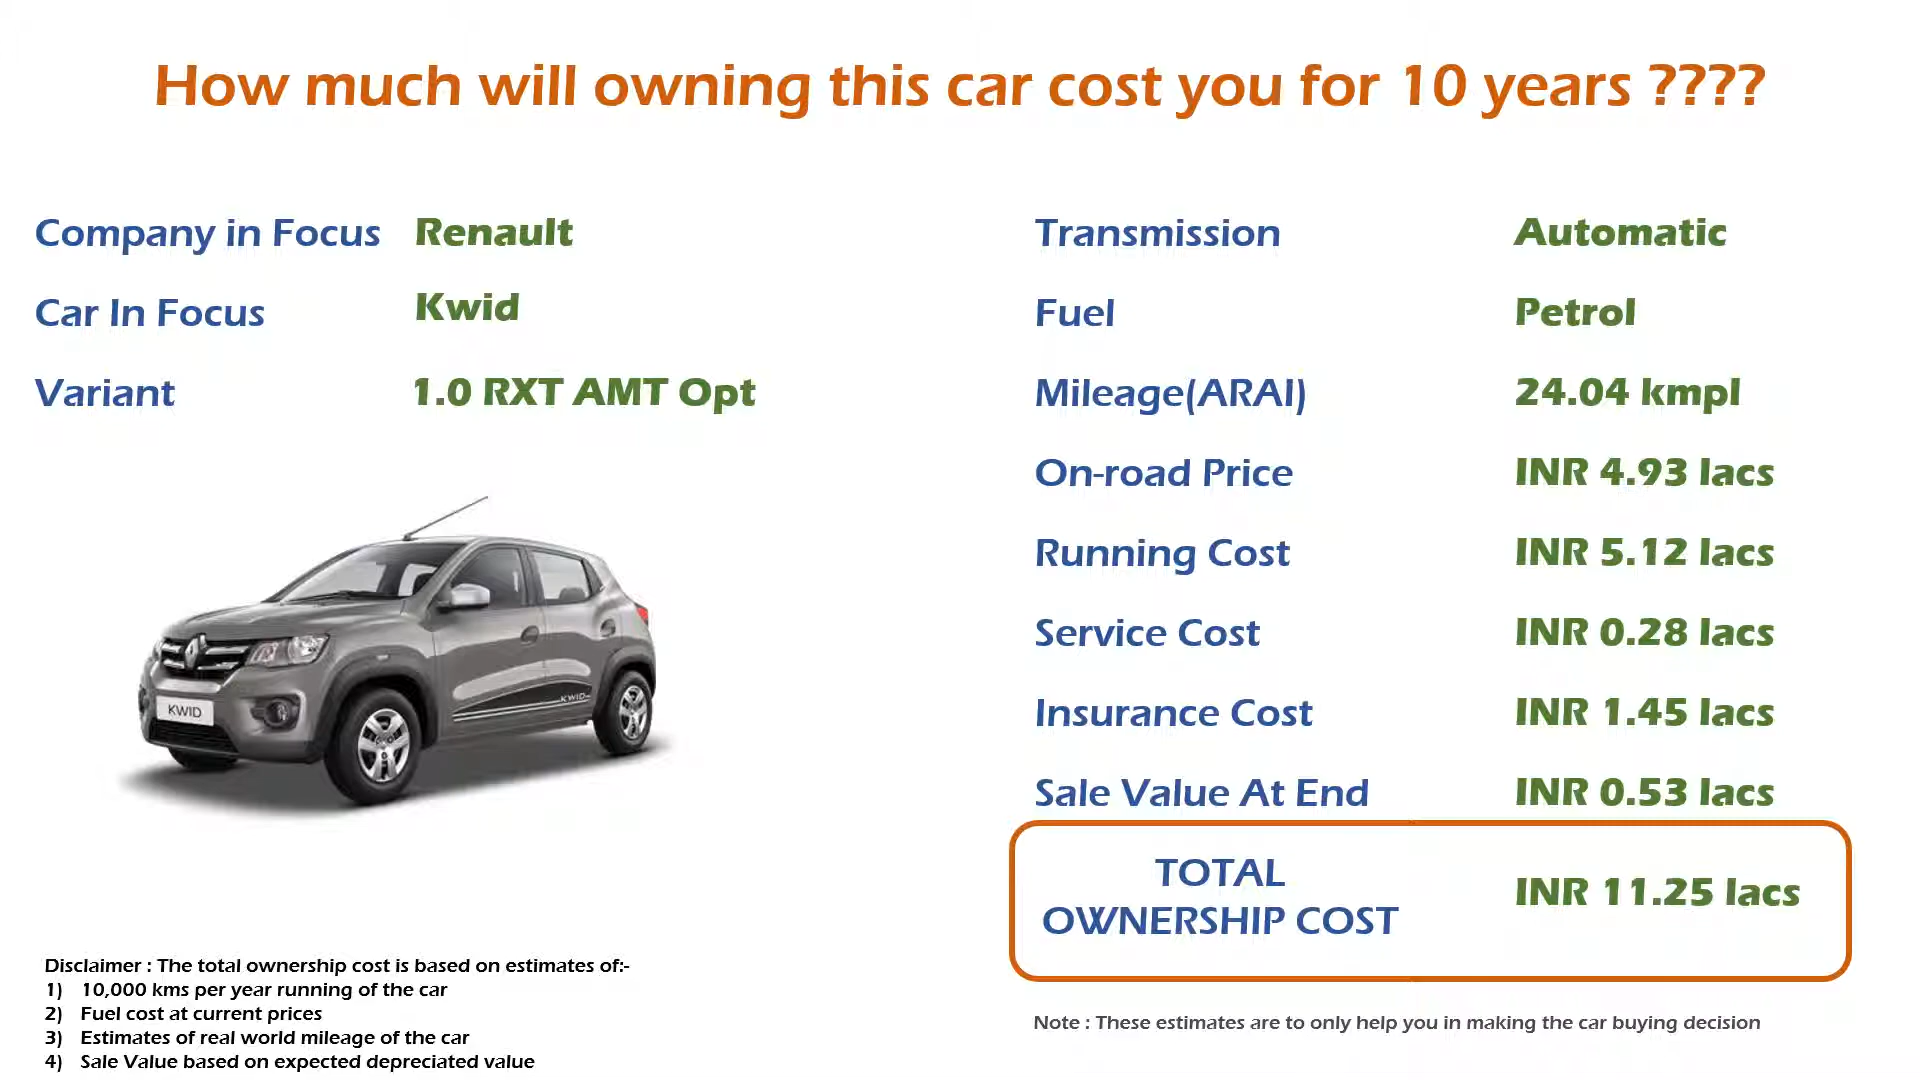 How much will owning this car cost you for 10 years ????
Company in Focus Renault
Car In Focus Kwid
Variant 1.0 RXT AMT Opt
KWID
KWID
Transmission Automatic
Fuel Petrol
Mileage(ARAI) 24.04 kmpl
On-road Price INR 4.93 lacs
Running Cost INR 5.12 lacs
Service Cost INR 0.28 lacs
Insurance Cost INR 1.45 lacs
Sale Value At End INR 0.53 lacs
TOTAL
OWNERSHIP COST INR 11.25 lacs
Disclaimer : The total ownership cost is based on estimates of:-
1) 10,000 kms per year running of the car
2) Fuel cost at current prices
3) Estimates of real world mileage of the car
4) Sale Value based on expected depreciated value
Note : These estimates are to only help you in making the car buying decision